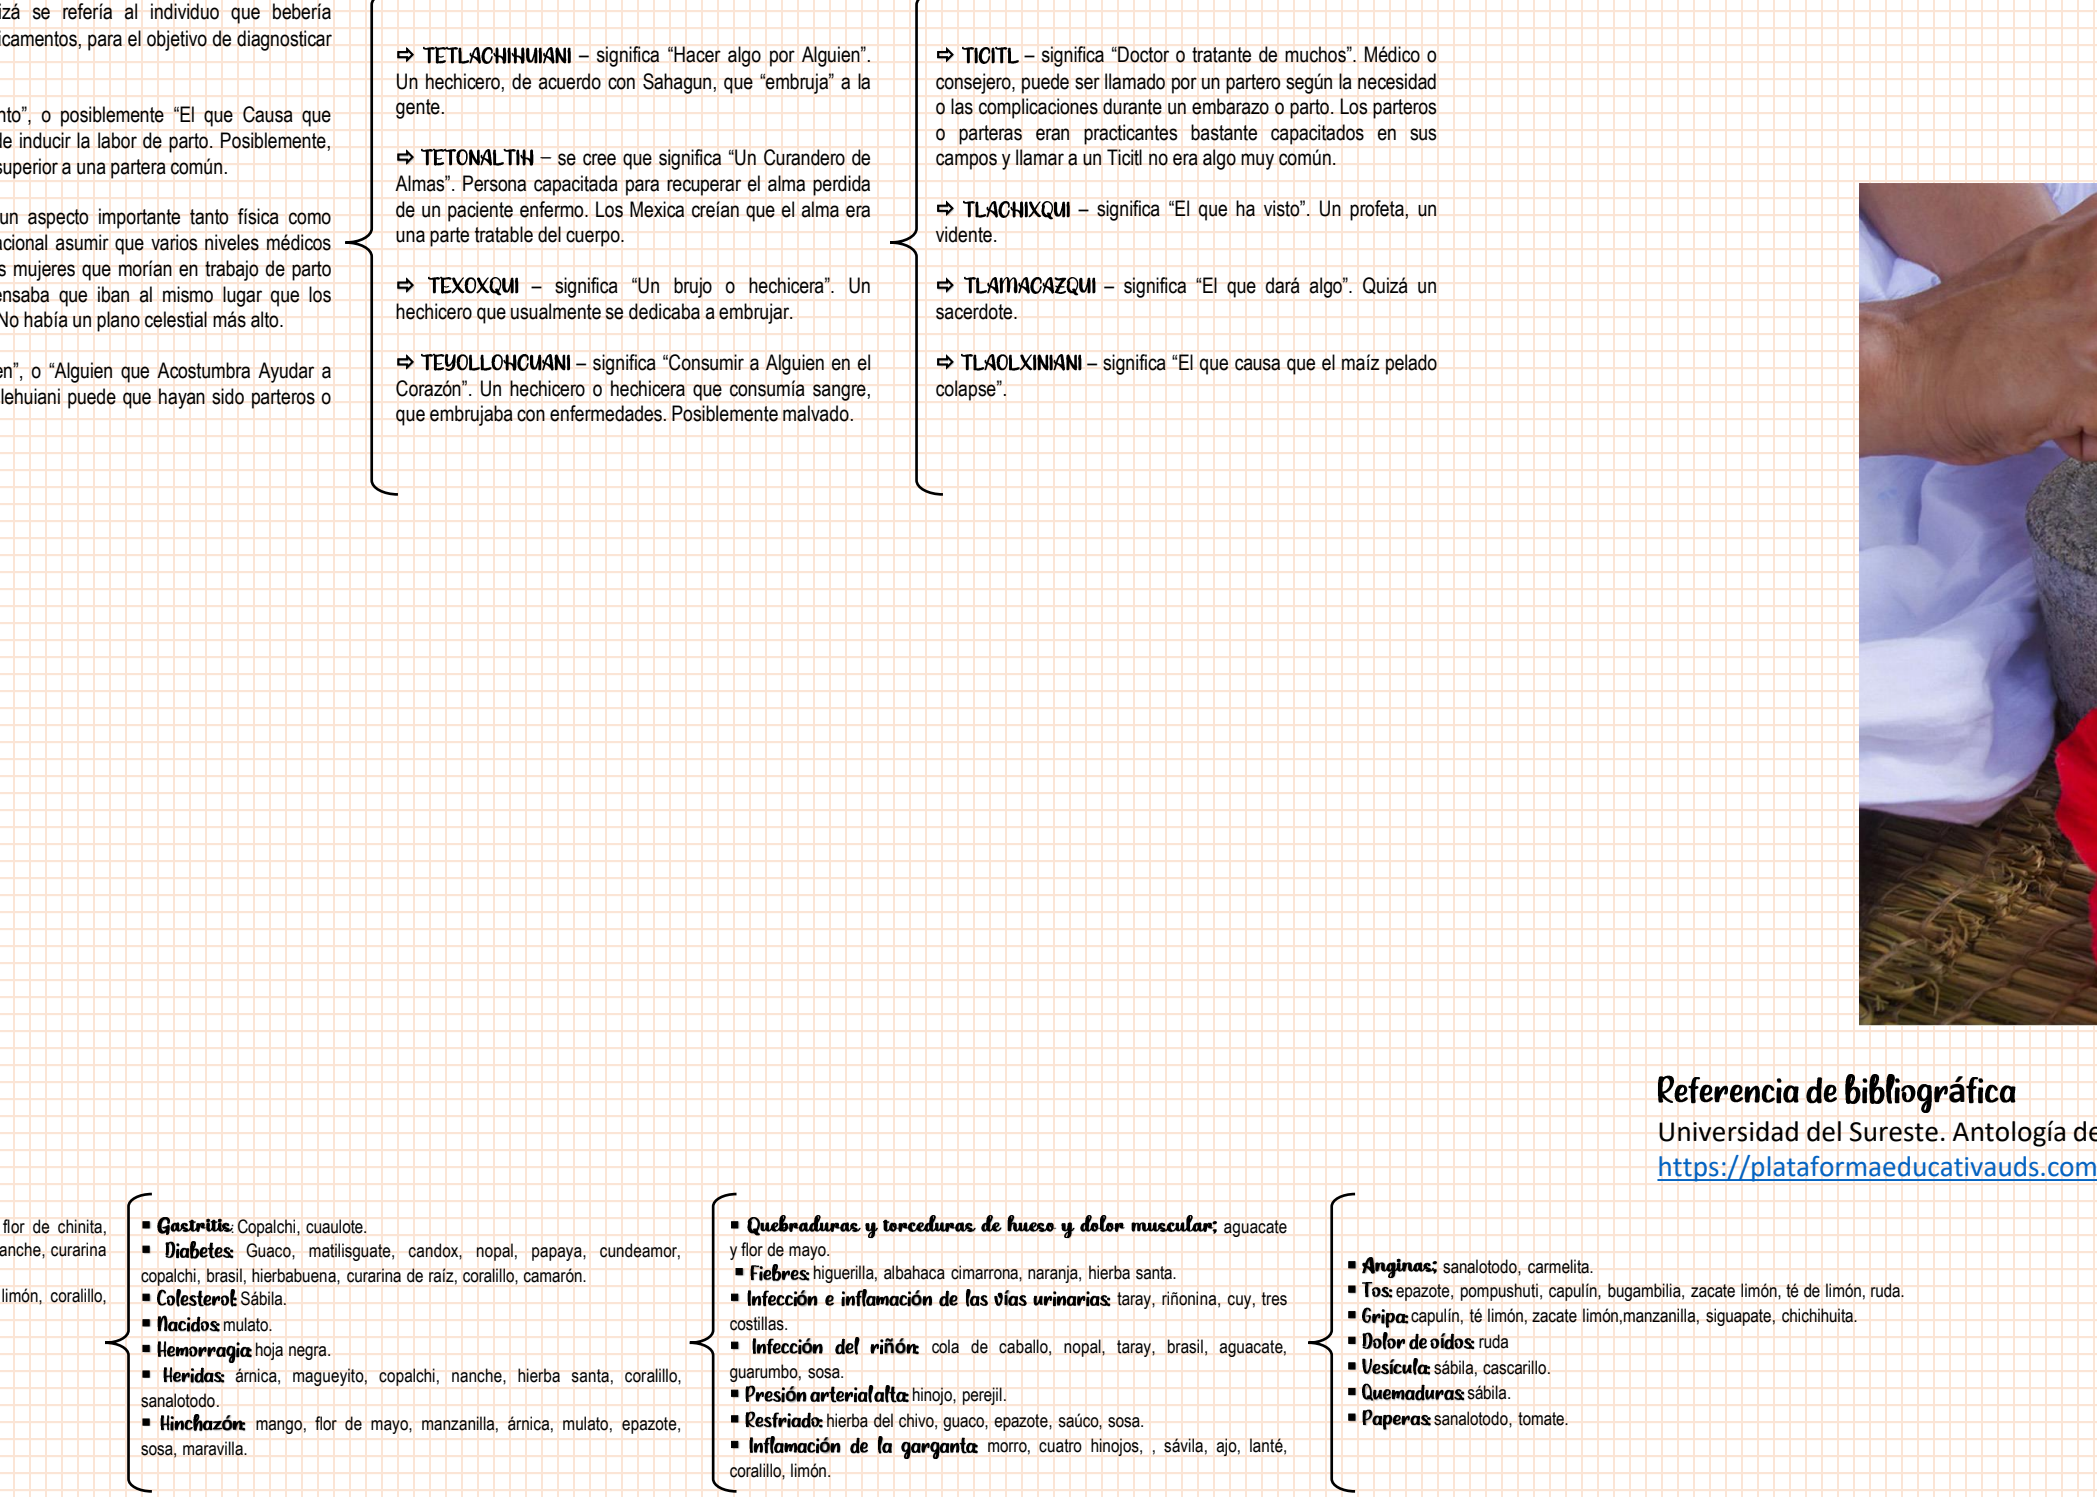 izá se refería al individuo que bebería
icamentos, para el objetivo de diagnosticar
nto”, o posiblemente “El que Causa que
de inducir la labor de parto. Posiblemente,
superior a una partera común.
un aspecto importante tanto física como
acional asumir que varios niveles médicos
s mujeres que morían en trabajo de parto
ensaba que iban al mismo lugar que los
No había un plano celestial más alto.
en”, o “Alguien que Acostumbra Ayudar a
lehuiani puede que hayan sido parteros o
⇨ TETLACHIHUIANI – significa “Hacer algo por Alguien”.
Un hechicero, de acuerdo con Sahagun, que “embruja” a la
gente.
⇨ TETONALTIH – se cree que significa “Un Curandero de
Almas”. Persona capacitada para recuperar el alma perdida
de un paciente enfermo. Los Mexica creían que el alma era
una parte tratable del cuerpo.
⇨ TEXOXQUI – significa “Un brujo o hechicera”. Un
hechicero que usualmente se dedicaba a embrujar.
⇨ TEYOLLOHCUANI – significa “Consumir a Alguien en el
Corazón”. Un hechicero o hechicera que consumía sangre,
que embrujaba con enfermedades. Posiblemente malvado.
⇨ TICITL – significa “Doctor o tratante de muchos”. Médico o
consejero, puede ser llamado por un partero según la necesidad
o las complicaciones durante un embarazo o parto. Los parteros
o parteras eran practicantes bastante capacitados en sus
campos y llamar a un Ticitl no era algo muy común.
⇨ TLACHIXQUI – significa “El que ha visto”. Un profeta, un
vidente.
⇨ TLAMACAZQUI – significa “El que dará algo”. Quizá un
sacerdote.
⇨ TLAOLXINIANI – significa “El que causa que el maíz pelado
colapse”.
Referencia de bibliográfica
Universidad del Sureste. Antología de
https://plataformaeducativauds.com
flor de chinita,
anche, curarina
limón, coralillo,
▪ Gastritis: Copalchi, cuaulote.
▪ Diabetes: Guaco, matilisguate, candox, nopal, papaya, cundeamor,
copalchi, brasil, hierbabuena, curarina de raíz, coralillo, camarón.
▪ Colesterol: Sábila.
▪ Nacidos: mulato.
▪ Hemorragia: hoja negra.
▪ Heridas: árnica, magueyito, copalchi, nanche, hierba santa, coralillo,
sanalotodo.
▪ Hinchazón: mango, flor de mayo, manzanilla, árnica, mulato, epazote,
sosa, maravilla.
▪ Quebraduras y torceduras de hueso y dolor muscular; aguacate
y flor de mayo.
▪ Fiebres: higuerilla, albahaca cimarrona, naranja, hierba santa.
▪ Infección e inflamación de las vías urinarias: taray, riñonina, cuy, tres
costillas.
▪ Infección del riñón: cola de caballo, nopal, taray, brasil, aguacate,
guarumbo, sosa.
▪ Presión arterial alta: hinojo, perejil.
▪ Resfriado: hierba del chivo, guaco, epazote, saúco, sosa.
▪ Inflamación de la garganta: morro, cuatro hinojos, , sávila, ajo, lanté,
coralillo, limón.
▪ Anginas; sanalotodo, carmelita.
▪ Tos: epazote, pompushuti, capulín, bugambilia, zacate limón, té de limón, ruda.
▪ Gripa: capulín, té limón, zacate limón,manzanilla, siguapate, chichihuita.
▪ Dolor de oídos: ruda
▪ Vesícula: sábila, cascarillo.
▪ Quemaduras: sábila.
▪ Paperas: sanalotodo, tomate.